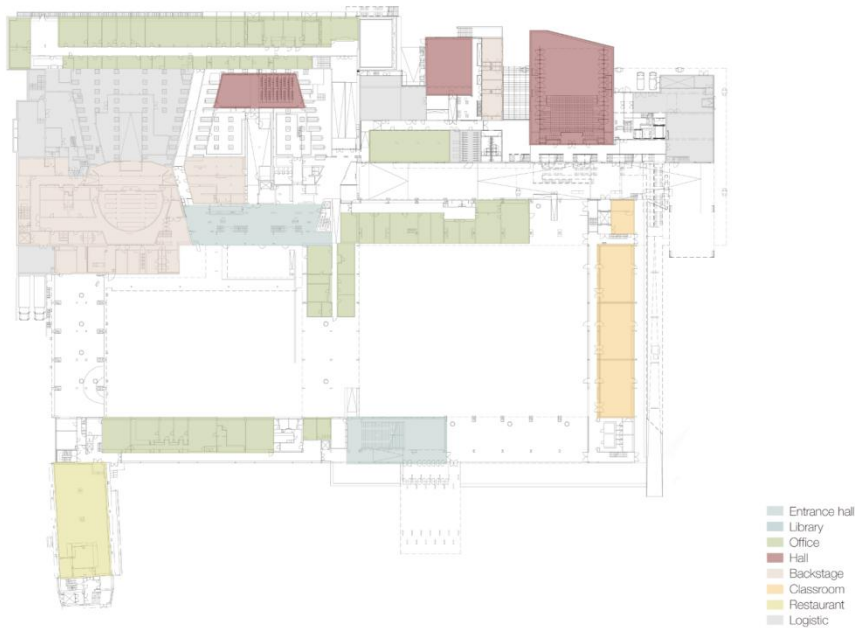 Entrance hall
Library
Office
Hall
Backstage
Classroom
Restaurant
Logistic